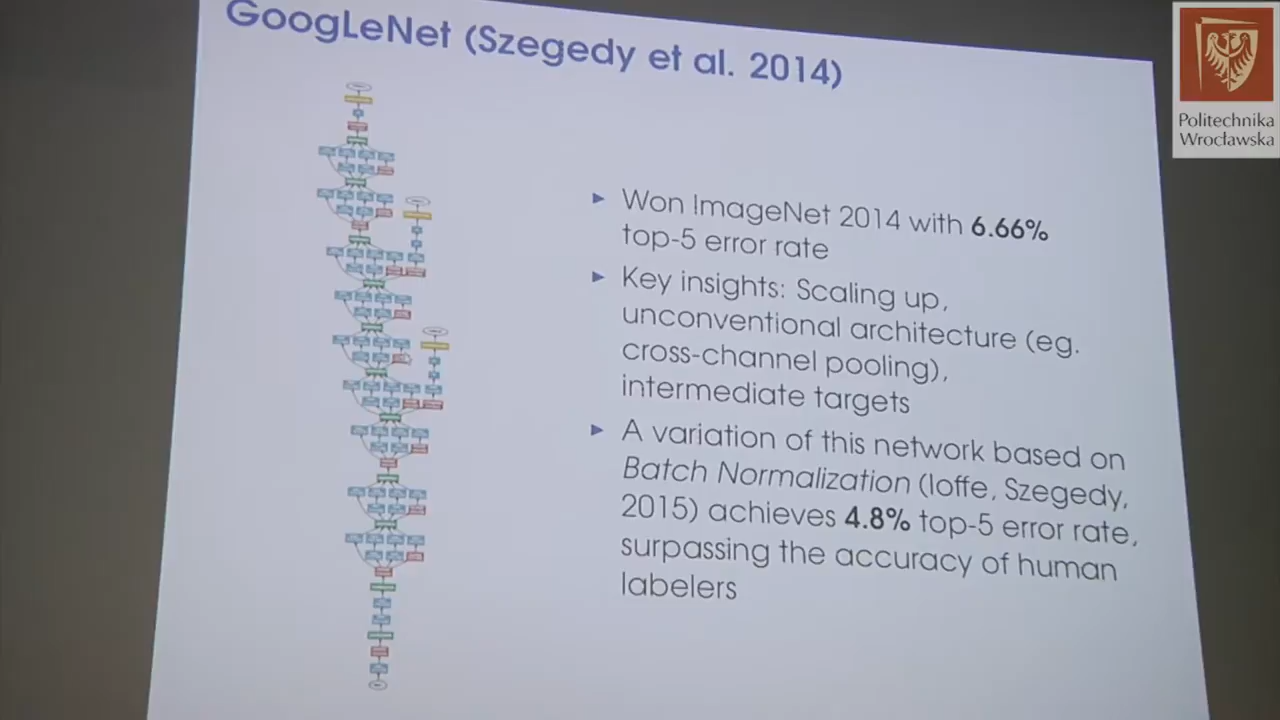 GoogLeNet (Szegedy et al. 2014)
Politechnika
Wrocławska
▸ Won ImageNet 2014 with 6.66%
top-5 error rate
▸ Key insights: Scaling up,
unconventional architecture (eg.
cross-channel pooling),
intermediate targets
▸ A variation of this network based on
Batch Normalization (Ioffe, Szegedy,
2015) achieves 4.8% top-5 error rate,
surpassing the accuracy of human
labelers